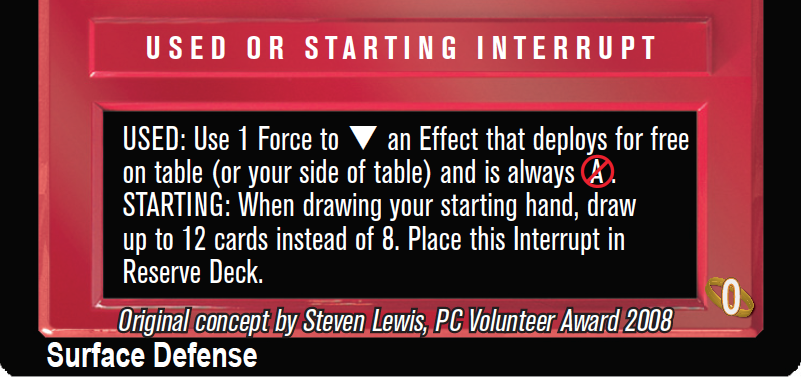 USED OR STARTING INTERRUPT
USED: Use 1 Force to ▼ an Effect that deploys for free
on table (or your side of table) and is always A.
STARTING: When drawing your starting hand, draw
up to 12 cards instead of 8. Place this Interrupt in
Reserve Deck.
0
Original concept by Steven Lewis, PC Volunteer Award 2008
Surface Defense